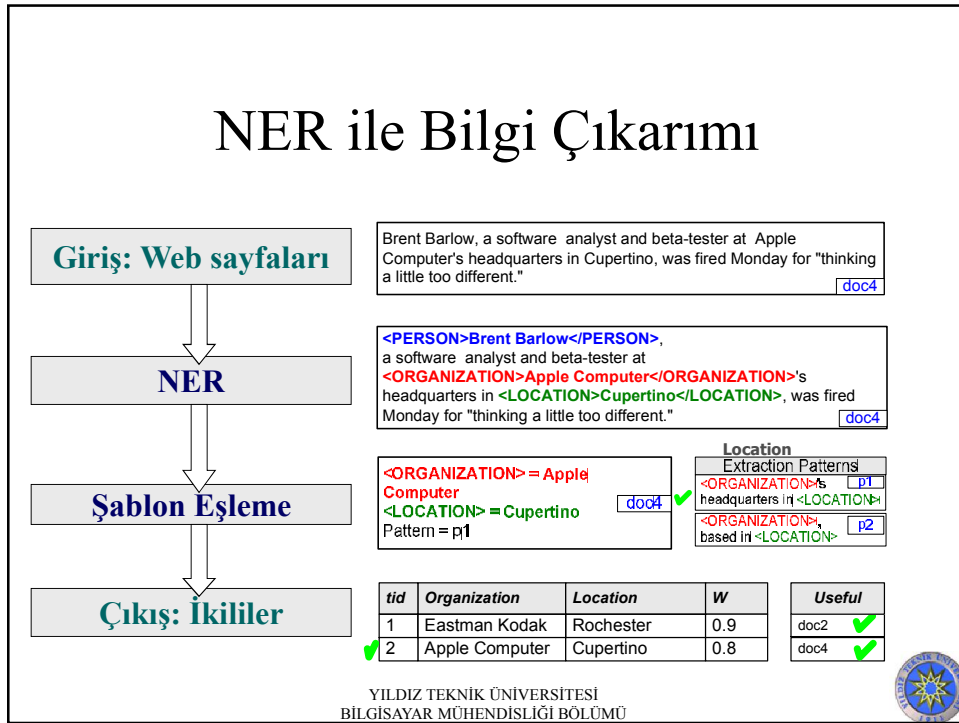 NER ile Bilgi Çıkarımı
Giriş: Web sayfaları
Brent Barlow, a software analyst and beta-tester at Apple
Computer's headquarters in Cupertino, was fired Monday for "thinking
a little too different."
doc4
NER
<PERSON>Brent Barlow</PERSON>,
a software analyst and beta-tester at
<ORGANIZATION>Apple Computer</ORGANIZATION>'s
headquarters in <LOCATION>Cupertino</LOCATION>, was fired
Monday for "thinking a little too different."
doc4
Şablon Eşleme
<ORGANIZATION> = Apple
Computer
<LOCATION> = Cupertino
Pattern = p1
doc4
Location
Extraction Patterns
<ORGANIZATION>'s p1
headquarters in <LOCATION>
<ORGANIZATION>, p2
based in <LOCATION>
Çıkış: İkililer
tid Organization Location W Useful
1 Eastman Kodak Rochester 0.9 doc2
2 Apple Computer Cupertino 0.8 doc4
YILDIZ TEKNİK ÜNİVERSİTESİ
BİLGİSAYAR MÜHENDİSLİĞİ BÖLÜMÜ